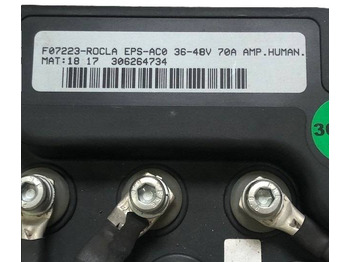 F07223-ROCLA EPS-AC0 36-48V 70A AMP.HUMAN.
MAT:18 17 306264734